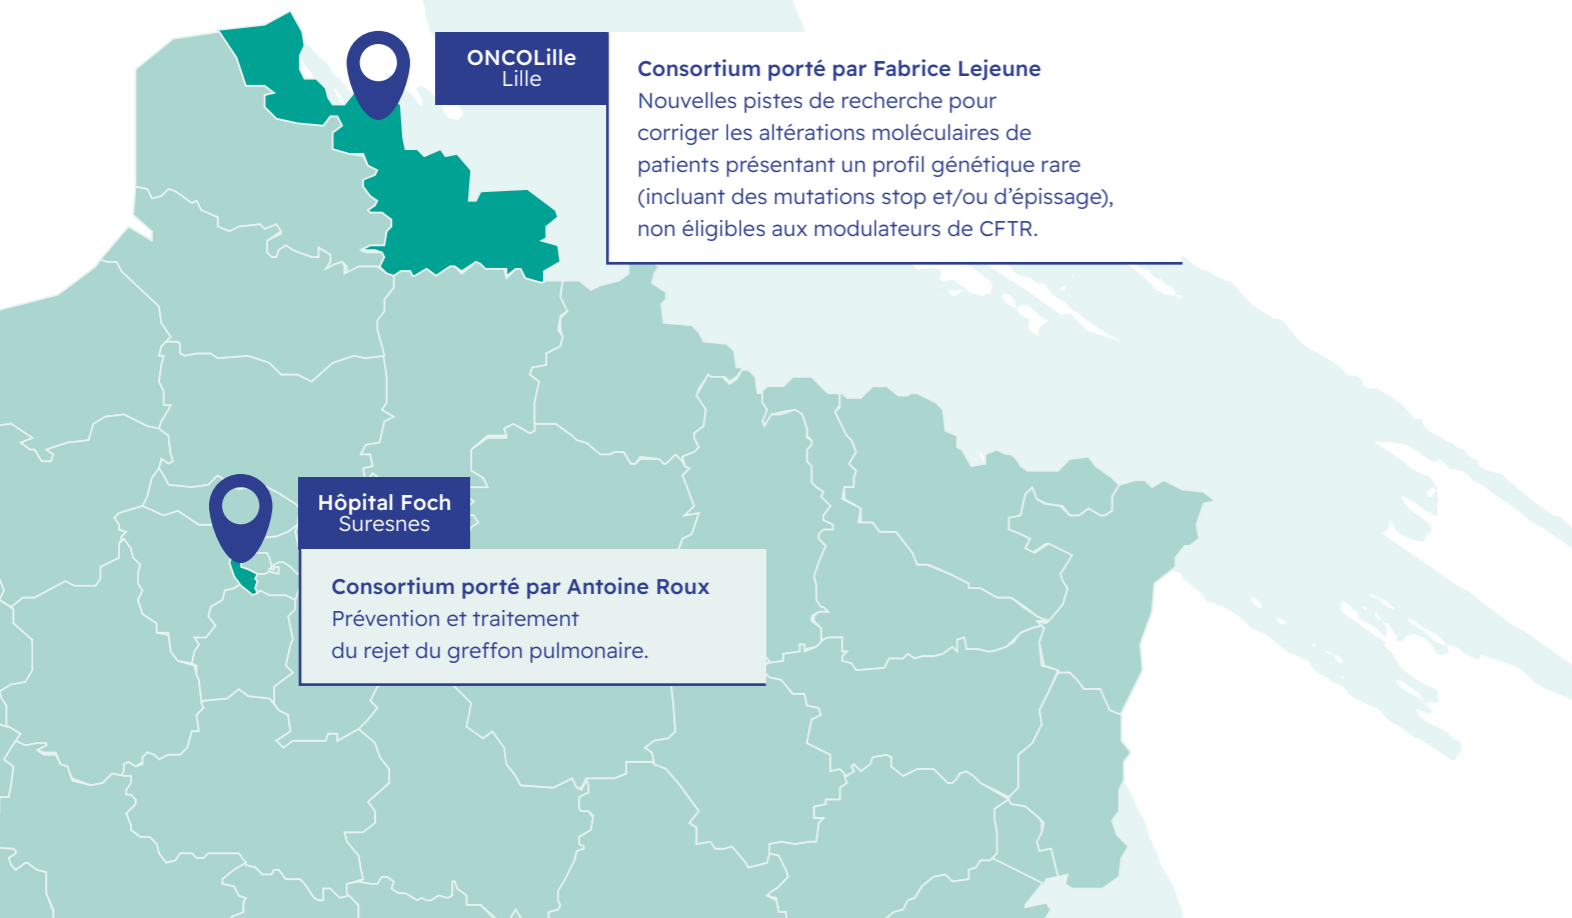 ONCOLille
Lille
Consortium porté par Fabrice Lejeune
Nouvelles pistes de recherche pour
corriger les altérations moléculaires de
patients présentant un profil génétique rare
(incluant des mutations stop et/ou d’épissage),
non éligibles aux modulateurs de CFTR.
Hôpital Foch
Suresnes
Consortium porté par Antoine Roux
Prévention et traitement
du rejet du greffon pulmonaire.